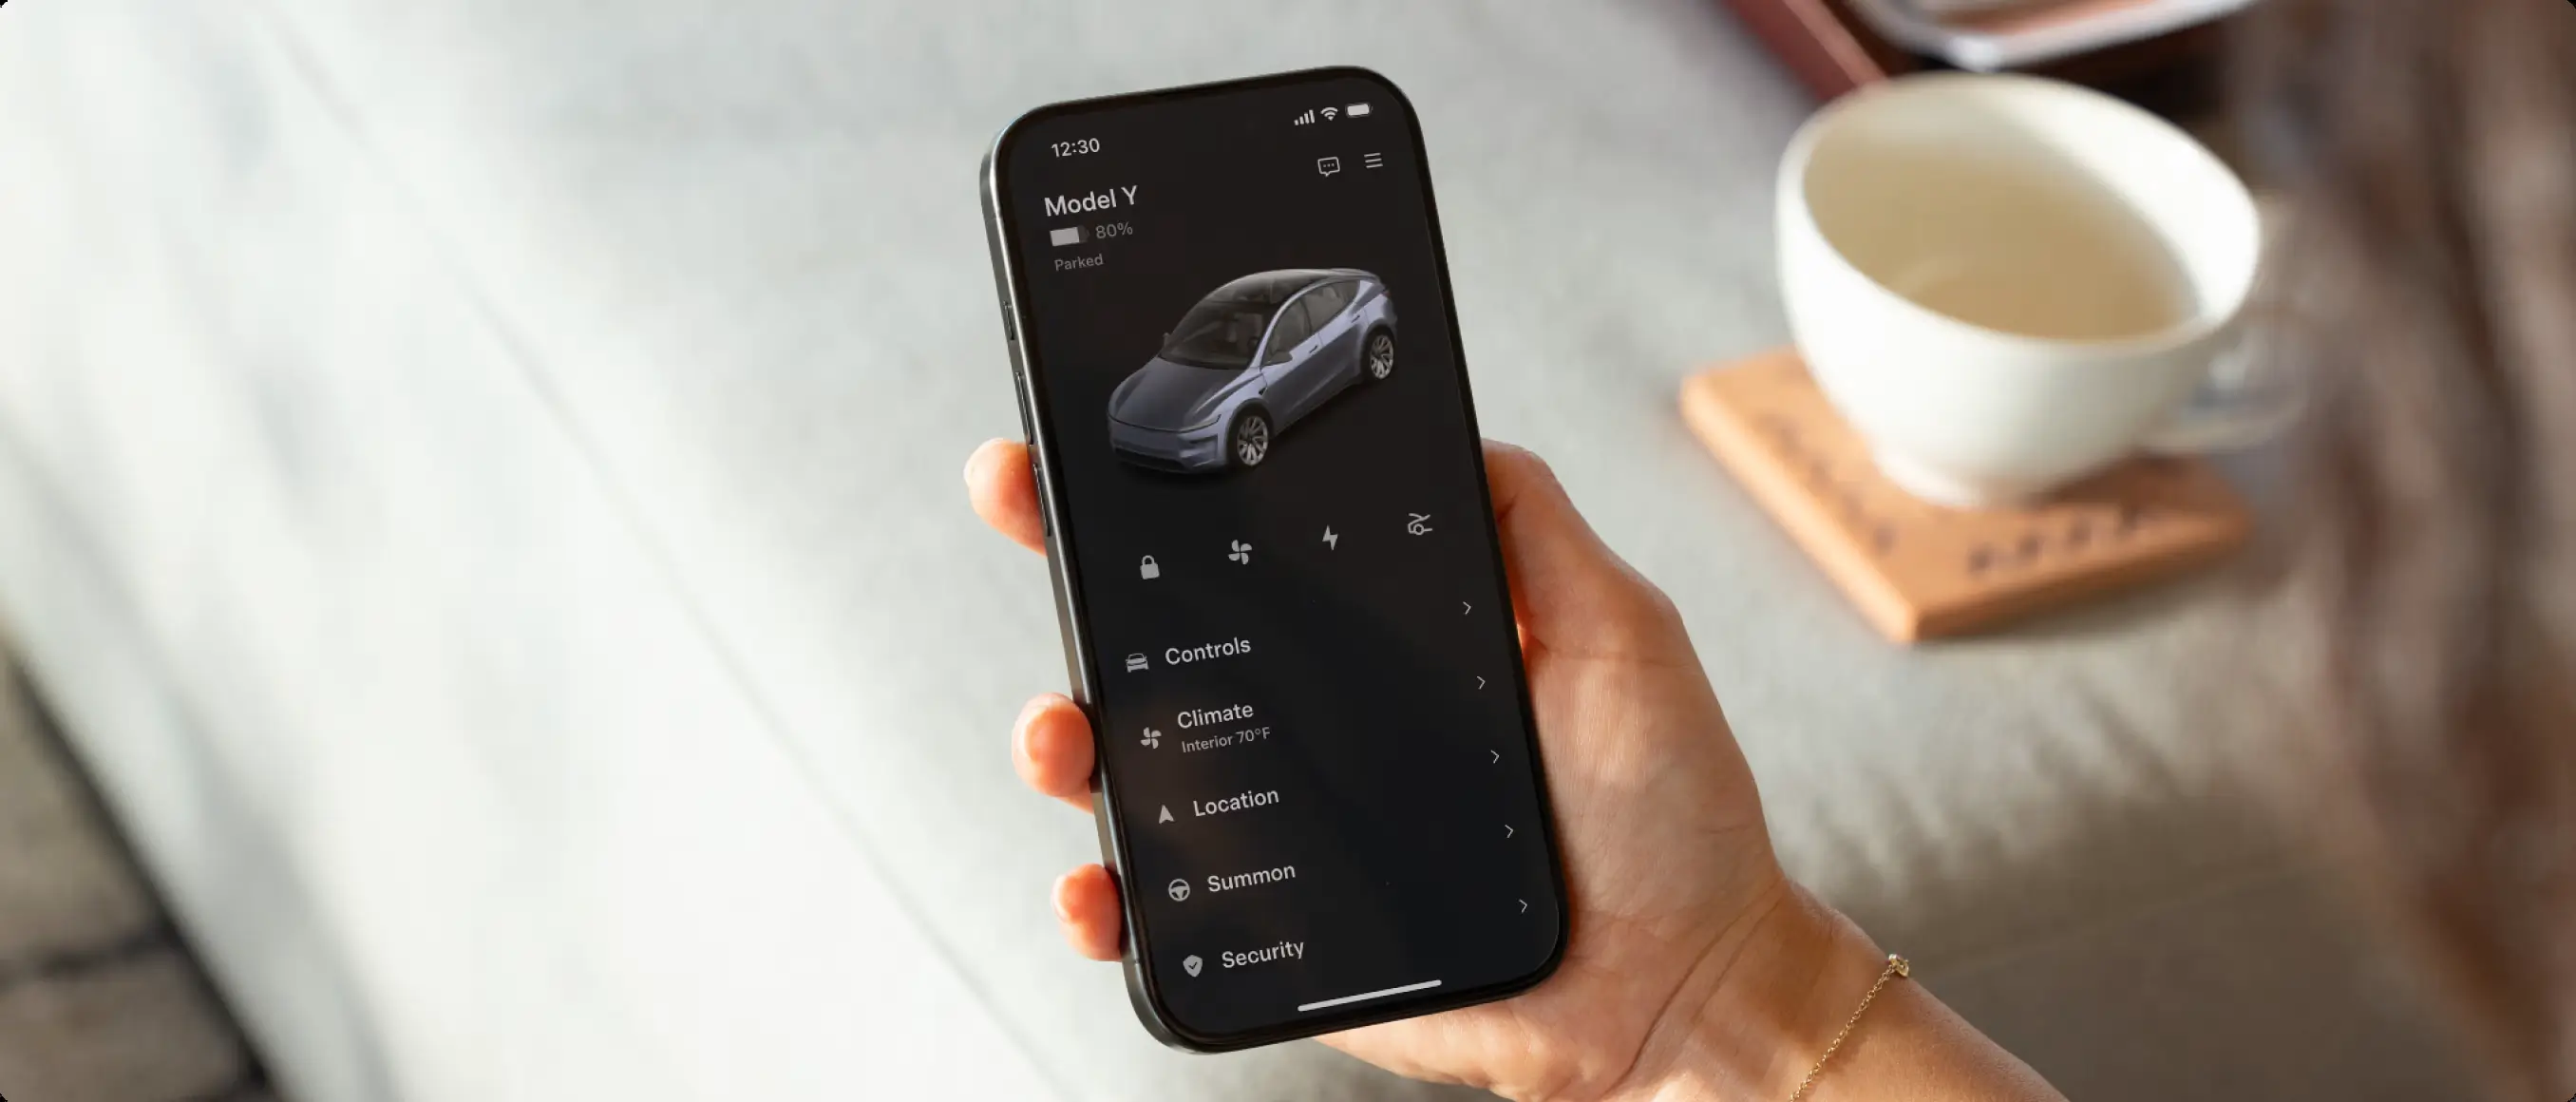 12:30
Model Y
80%
Parked
Controls
Climate
Interior 70°F
Location
Summon
Security